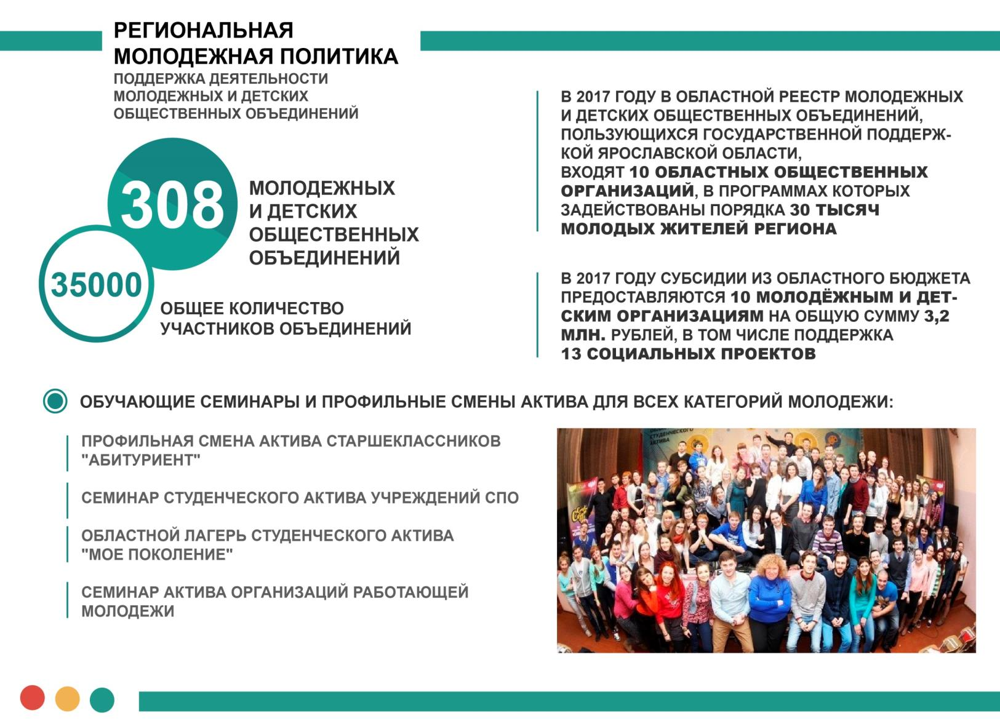 РЕГИОНАЛЬНАЯ
МОЛОДЕЖНАЯ ПОЛИТИКА
ПОДДЕРЖКА ДЕЯТЕЛЬНОСТИ
МОЛОДЕЖНЫХ И ДЕТСКИХ
ОБЩЕСТВЕННЫХ ОБЪЕДИНЕНИЙ
308
МОЛОДЕЖНЫХ
И ДЕТСКИХ
ОБЩЕСТВЕННЫХ
ОБЪЕДИНЕНИЙ
35000
ОБЩЕЕ КОЛИЧЕСТВО
УЧАСТНИКОВ ОБЪЕДИНЕНИЙ
В 2017 ГОДУ В ОБЛАСТНОЙ РЕЕСТР МОЛОДЕЖНЫХ
И ДЕТСКИХ ОБЩЕСТВЕННЫХ ОБЪЕДИНЕНИЙ,
ПОЛЬЗУЮЩИХСЯ ГОСУДАРСТВЕННОЙ ПОДДЕРЖ-
КОЙ ЯРОСЛАВСКОЙ ОБЛАСТИ,
ВХОДЯТ 10 ОБЛАСТНЫХ ОБЩЕСТВЕННЫХ
ОРГАНИЗАЦИЙ, В ПРОГРАММАХ КОТОРЫХ
ЗАДЕЙСТВОВАНЫ ПОРЯДКА 30 ТЫСЯЧ
МОЛОДЫХ ЖИТЕЛЕЙ РЕГИОНА
В 2017 ГОДУ СУБСИДИИ ИЗ ОБЛАСТНОГО БЮДЖЕТА
ПРЕДОСТАВЛЯЮТСЯ 10 МОЛОДЁЖНЫМ И ДЕТ-
СКИМ ОРГАНИЗАЦИЯМ НА ОБЩУЮ СУММУ 3,2
МЛН. РУБЛЕЙ, В ТОМ ЧИСЛЕ ПОДДЕРЖКА
13 СОЦИАЛЬНЫХ ПРОЕКТОВ
ОБУЧАЮЩИЕ СЕМИНАРЫ И ПРОФИЛЬНЫЕ СМЕНЫ АКТИВА ДЛЯ ВСЕХ КАТЕГОРИЙ МОЛОДЕЖИ:
ПРОФИЛЬНАЯ СМЕНА АКТИВА СТАРШЕКЛАССНИКОВ
"АБИТУРИЕНТ"
СЕМИНАР СТУДЕНЧЕСКОГО АКТИВА УЧРЕЖДЕНИЙ СПО
ОБЛАСТНОЙ ЛАГЕРЬ СТУДЕНЧЕСКОГО АКТИВА
"МОЕ ПОКОЛЕНИЕ"
СЕМИНАР АКТИВА ОРГАНИЗАЦИЙ РАБОТАЮЩЕЙ
МОЛОДЕЖИ
СТУДЕНЧЕСКОГО
АКТИВА